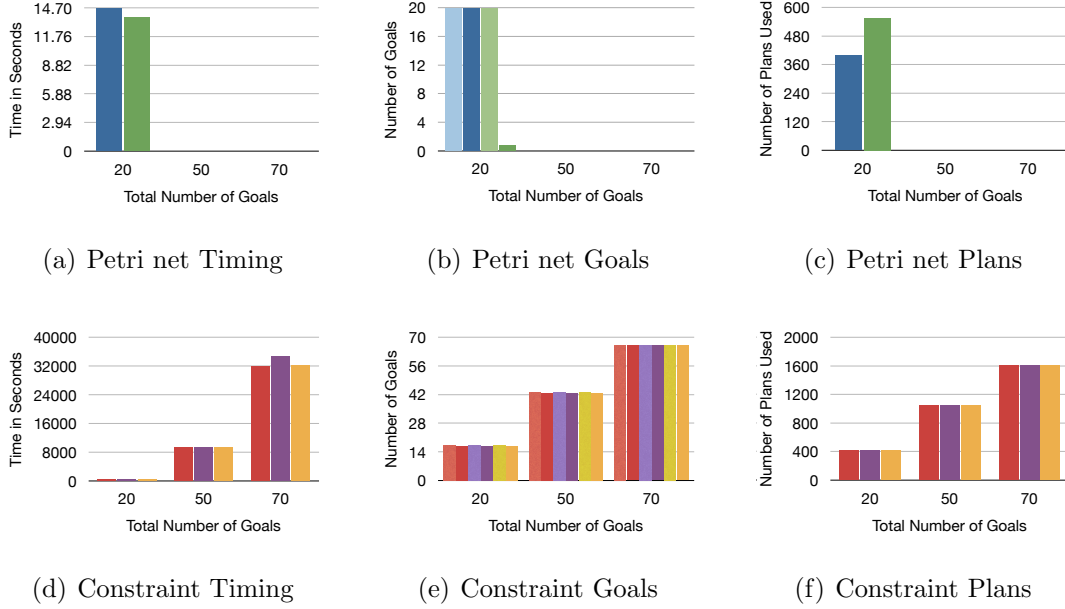 Time in Seconds
14.70
11.76
8.82
5.88
2.94
0
20 50 70
Total Number of Goals
(a) Petri net Timing
Number of Goals
20
16
12
8
4
0
20 50 70
Total Number of Goals
(b) Petri net Goals
Number of Plans Used
600
480
360
240
120
0
20 50 70
Total Number of Goals
(c) Petri net Plans
Time in Seconds
40000
32000
24000
16000
8000
0
20 50 70
Total Number of Goals
(d) Constraint Timing
Number of Goals
70
56
42
28
14
0
20 50 70
Total Number of Goals
(e) Constraint Goals
Number of Plans Used
2000
1600
1200
800
400
0
20 50 70
Total Number of Goals
(f) Constraint Plans